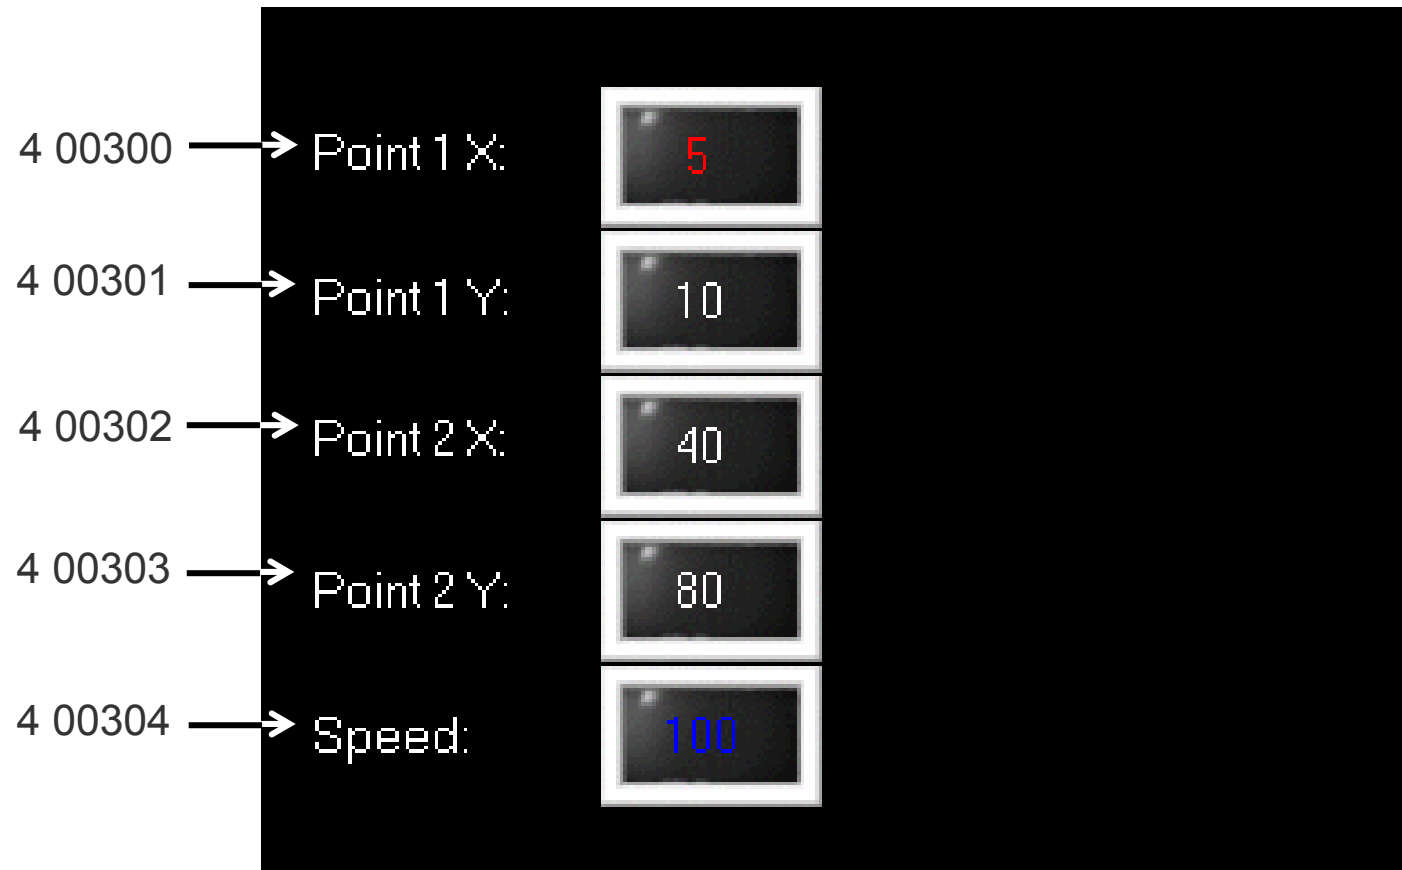 4 00300 Point 1 X: 5
4 00301 Point 1 Y: 10
4 00302 Point 2 X: 40
4 00303 Point 2 Y: 80
4 00304 Speed: 100